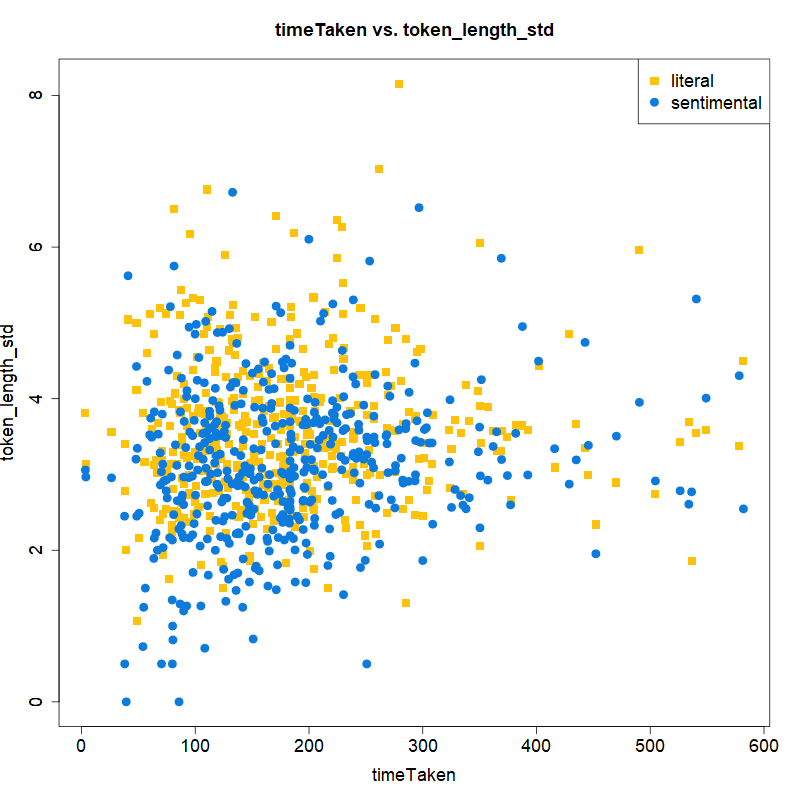 timeTaken vs. token_length_std
literal
sentimental
8
6
4
2
0
token_length_std
0 100 200 300 400 500 600
timeTaken